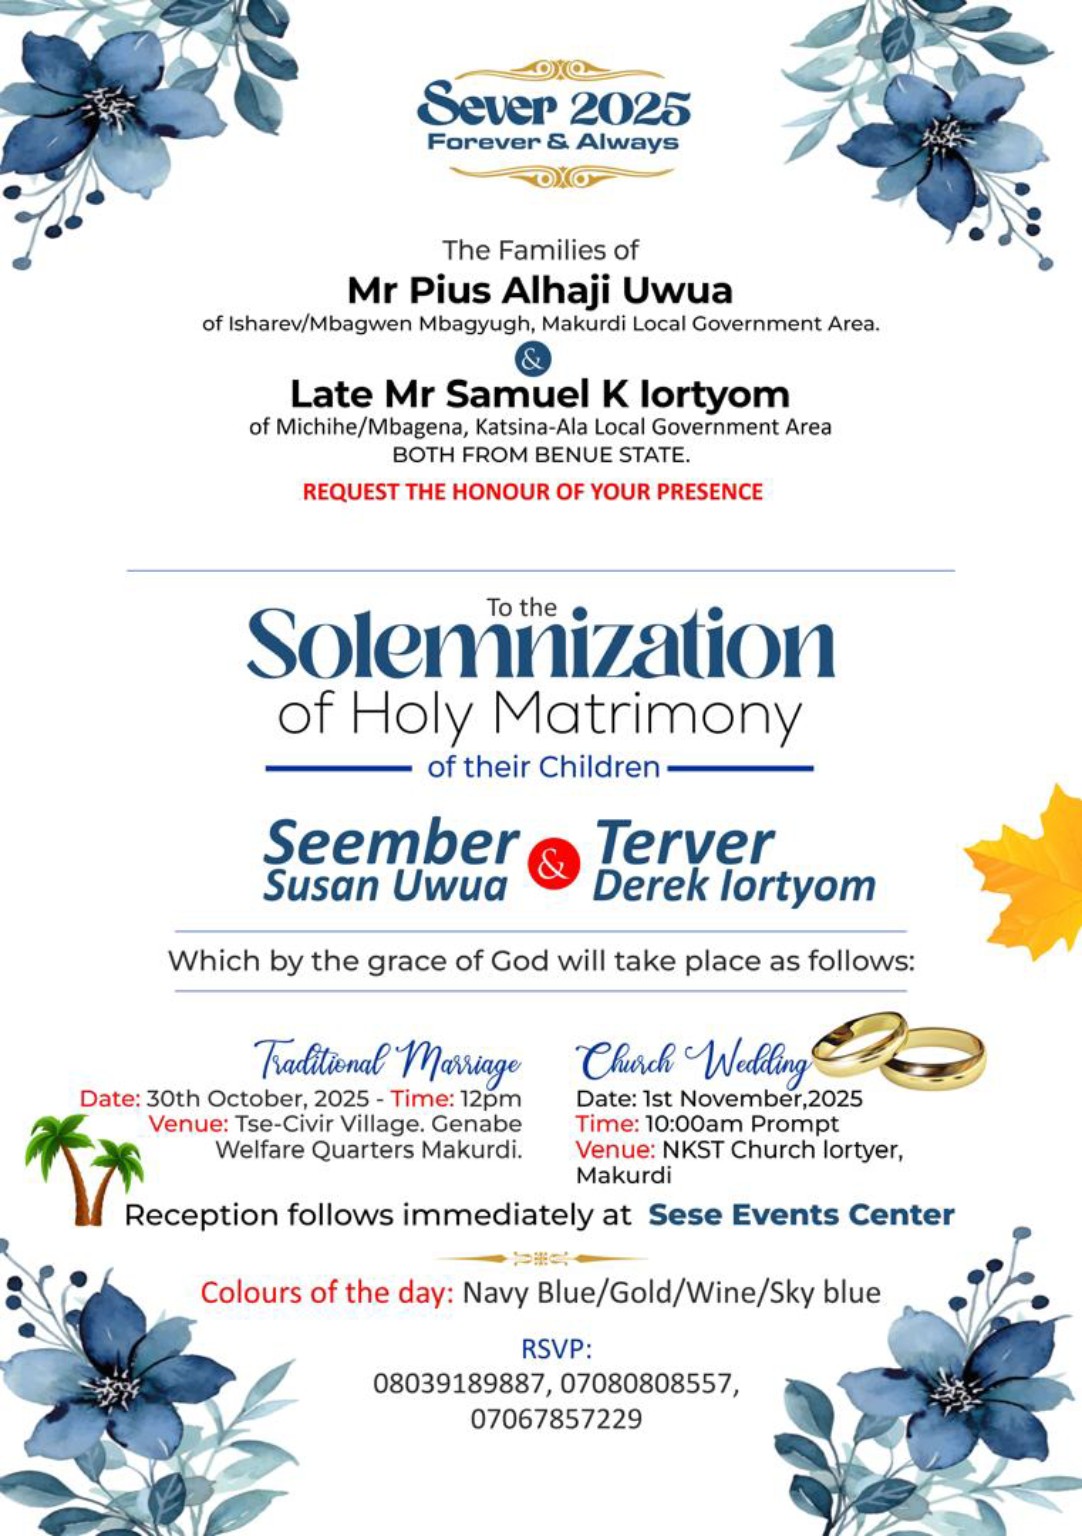 Sever 2025
Forever & Always
The Families of
Mr Pius Alhaji Uwua
of Isharev/Mbagwen Mbagyugh, Makurdi Local Government Area.
&
Late Mr Samuel K Iortyom
of Michihe/Mbagena, Katsina-Ala Local Government Area
BOTH FROM BENUE STATE.
REQUEST THE HONOUR OF YOUR PRESENCE
To the
Solemnization
of Holy Matrimony
of their Children
Seember
Susan Uwua
&
Terver
Derek Iortyom
Which by the grace of God will take place as follows:
Traditional Marriage
Date: 30th October, 2025 - Time: 12pm
Venue: Tse-Civir Village. Genabe
Welfare Quarters Makurdi.
Church Wedding
Date: 1st November,2025
Time: 10:00am Prompt
Venue: NKST Church lortyer,
Makurdi
Reception follows immediately at Sese Events Center
Colours of the day: Navy Blue/Gold/Wine/Sky blue
RSVP:
08039189887, 07080808557,
07067857229